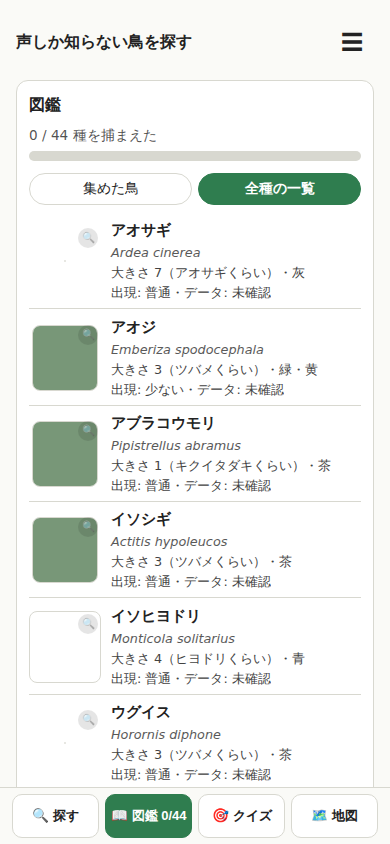 声しか知らない鳥を探す
図鑑
0 / 44 種を捕まえた
集めた鳥
全種の一覧
アオサギ
Ardea cinerea
大きさ 7（アオサギくらい）・灰
出現: 普通・データ: 未確認
アオジ
Emberiza spodocephala
大きさ 3（ツバメくらい）・緑・黄
出現: 少ない・データ: 未確認
アブラコウモリ
Pipistrellus abramus
大きさ 1（キクイタダキくらい）・茶
出現: 普通・データ: 未確認
イソシギ
Actitis hypoleucos
大きさ 3（ツバメくらい）・茶
出現: 普通・データ: 未確認
イソヒヨドリ
Monticola solitarius
大きさ 4（ヒヨドリくらい）・青
出現: 普通・データ: 未確認
ウグイス
Horornis diphone
大きさ 3（ツバメくらい）・茶
出現: 普通・データ: 未確認
探す
図鑑 0/44
クイズ
地図